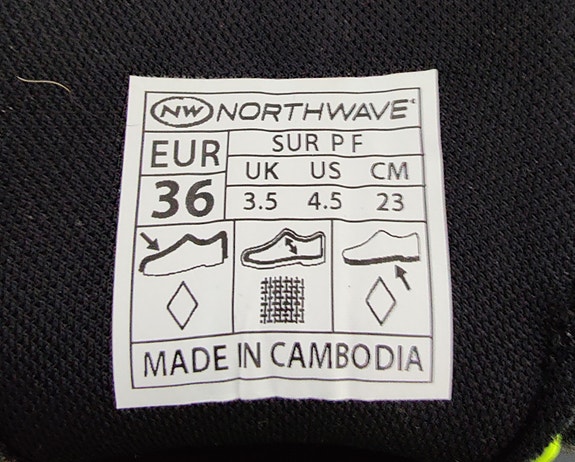 NW NORTHWAVE
EUR SUR P F
UK US CM
36 3.5 4.5 23
MADE IN CAMBODIA